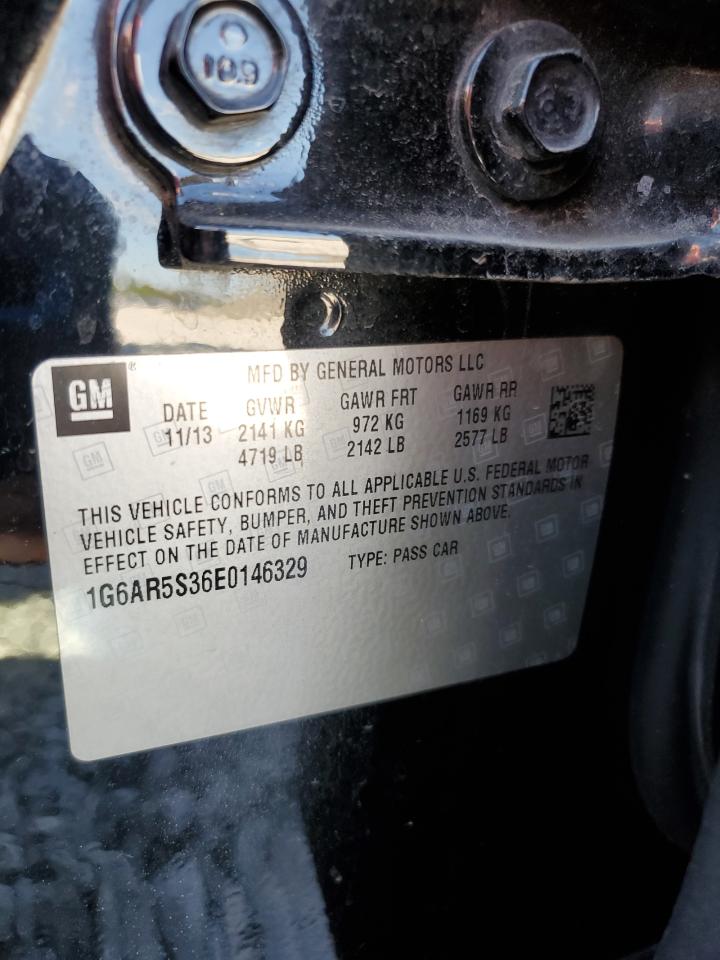 10.9
GM ® MFD BY GENERAL MOTORS LLC
DATE GVWR GAWR FRT GAWR RR
11/13 2141 KG 972 KG 1169 KG
4719 LB 2142 LB 2577 LB
THIS VEHICLE CONFORMS TO ALL APPLICABLE U.S. FEDERAL MOTOR
VEHICLE SAFETY, BUMPER, AND THEFT PREVENTION STANDARDS IN
EFFECT ON THE DATE OF MANUFACTURE SHOWN ABOVE.
1G6AR5S36E0146329 TYPE: PASS CAR